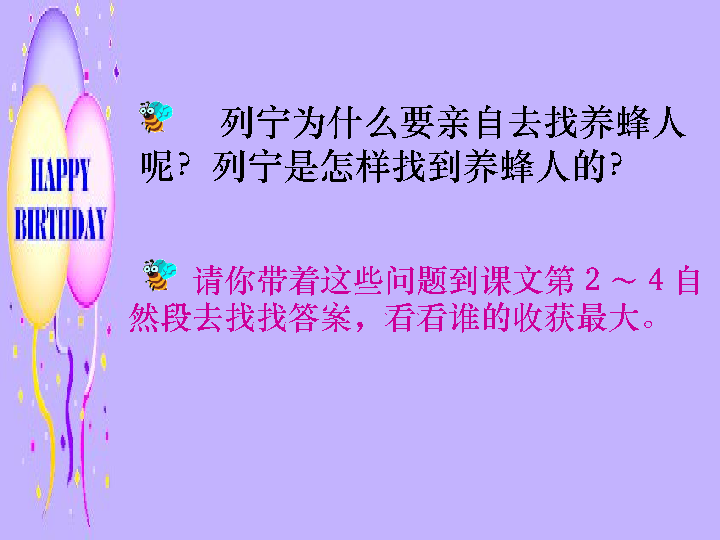 列宁为什么要亲自去找养蜂人
呢？列宁是怎样找到养蜂人的？
HAPPY
BIRTHDAY
请你带着这些问题到课文第２～４自
然段去找找答案，看看谁的收获最大。